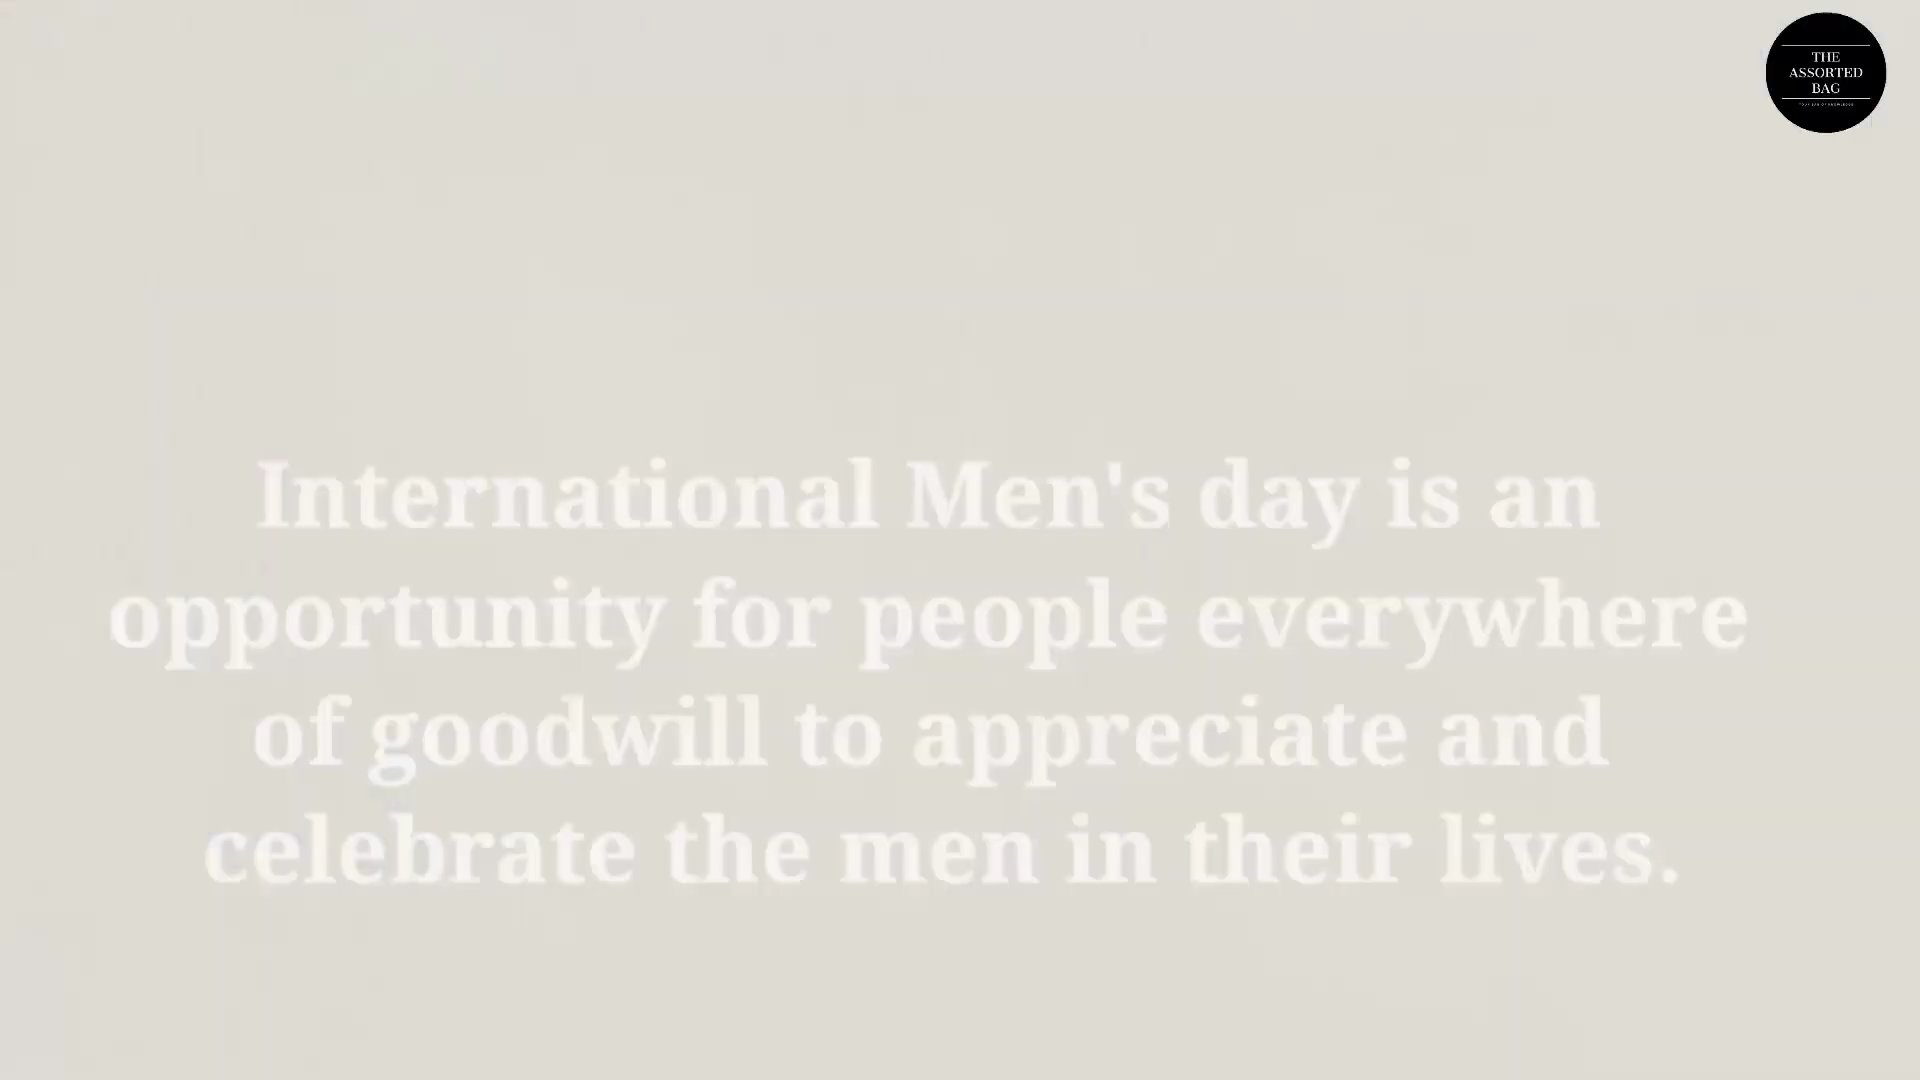 THE
ASSORTED
BAG
International Men's day is an
opportunity for people everywhere
of goodwill to appreciate and
celebrate the men in their lives.